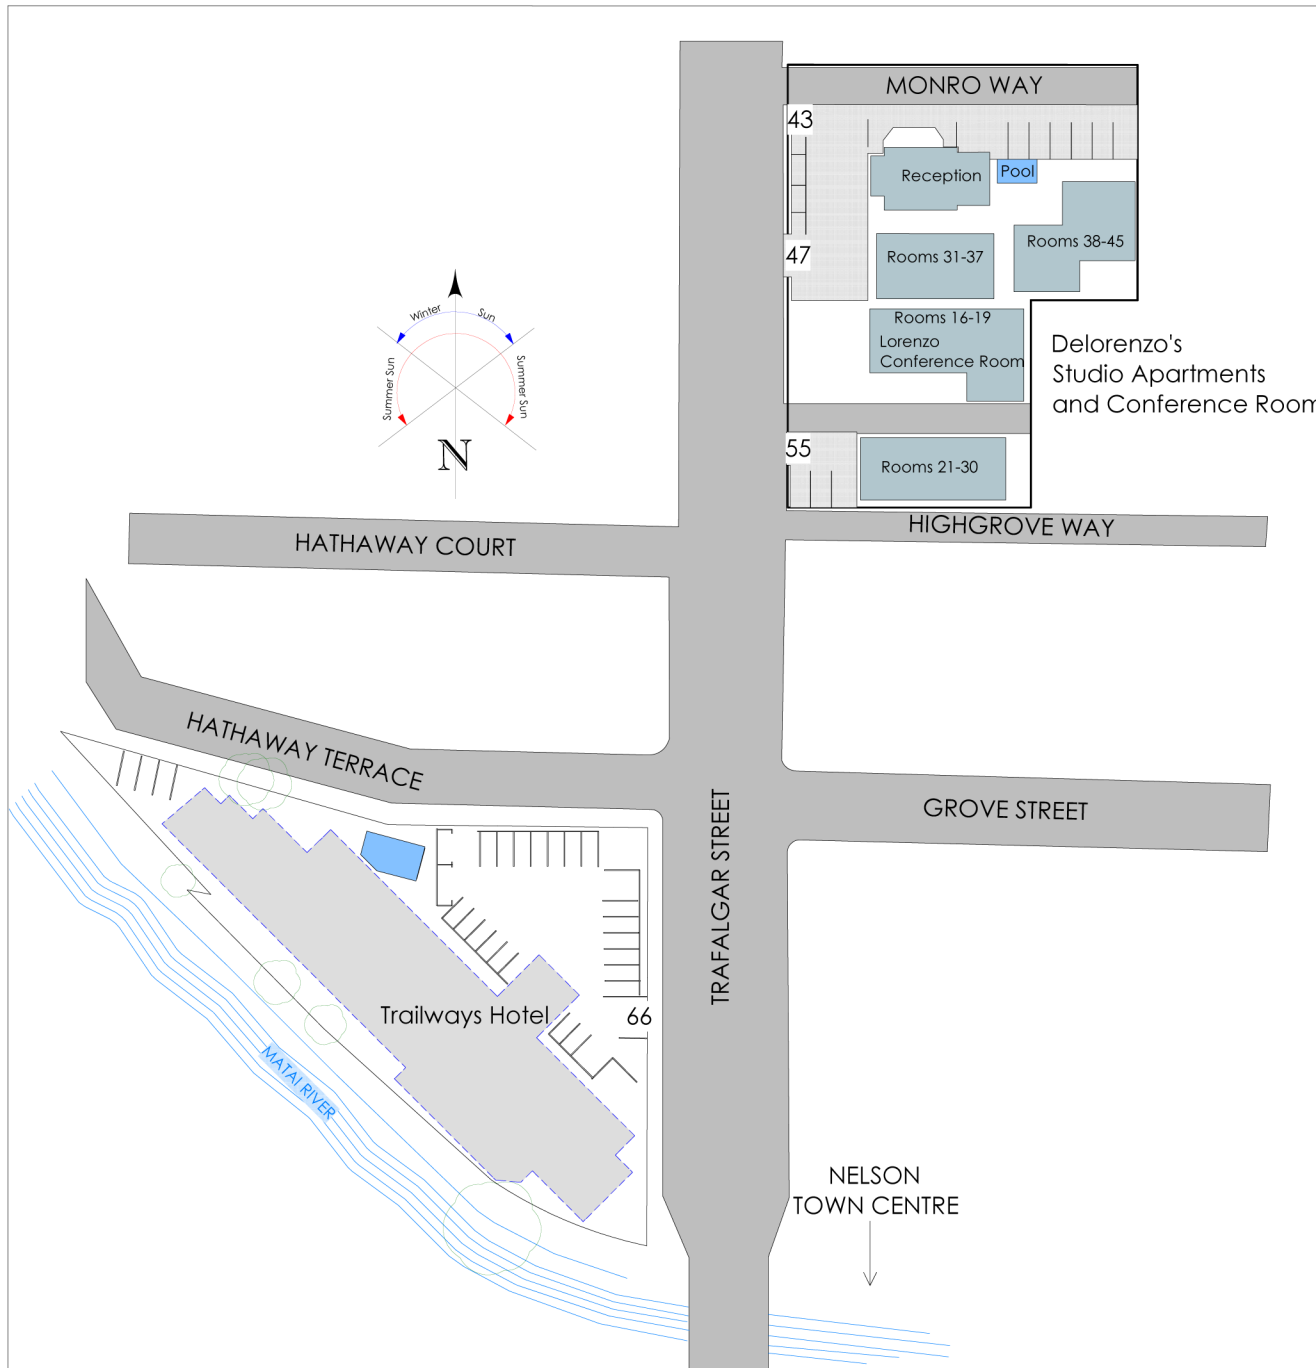 MONRO WAY
43
Reception
Pool
47
Rooms 31-37
Rooms 38-45
Winter
Sun
Summer Sun
Summer Sun
N
Rooms 16-19
Lorenzo
Conference Room
Delorenzo's
Studio Apartments
and Conference Room
55
Rooms 21-30
HIGHGROVE WAY
HATHAWAY COURT
HATHAWAY TERRACE
TRAFALGAR STREET
GROVE STREET
Trailways Hotel
66
MATAI RIVER
NELSON
TOWN CENTRE